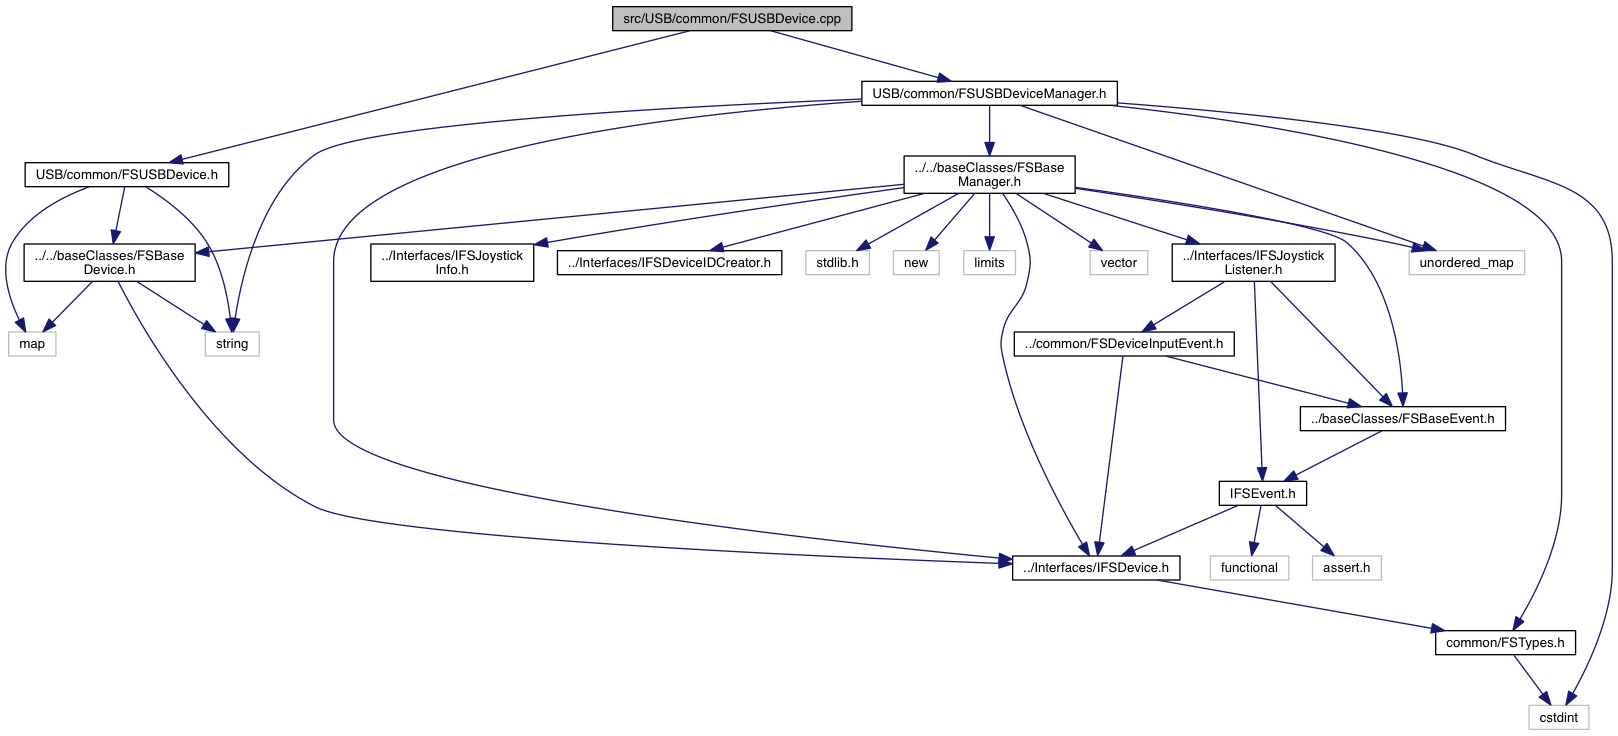 src/USB/common/FSUSBDevice.cpp
USB/common/FSUSBDeviceManager.h
USB/common/FSUSBDevice.h
../../baseClasses/FSBase
Manager.h
../../baseClasses/FSBase
Device.h
../Interfaces/IFSJoystick
Info.h
../Interfaces/IFSDeviceIDCreator.h
stdlib.h
new
limits
vector
../Interfaces/IFSJoystick
Listener.h
unordered_map
map
string
../common/FSDeviceInputEvent.h
../baseClasses/FSBaseEvent.h
IFSEvent.h
../Interfaces/IFSDevice.h
functional
assert.h
common/FSTypes.h
cstdint